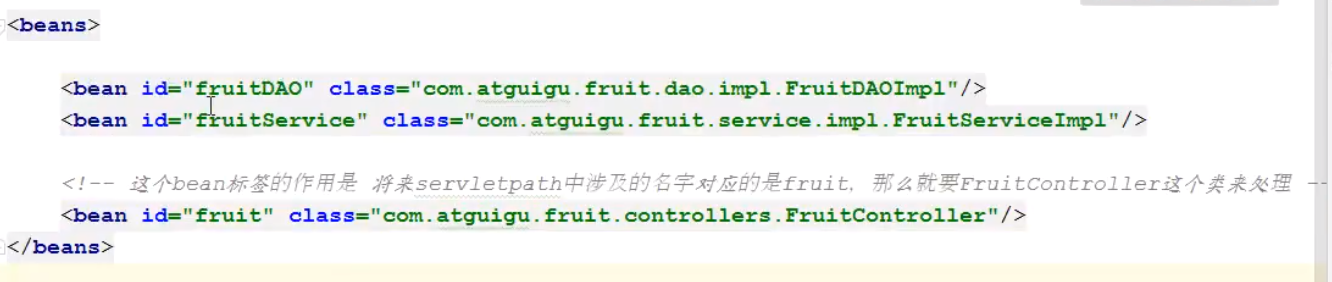 <beans>
<bean id="fruitDAO" class="com.atguigu.fruit.dao.impl.FruitDAOImpl"/>
<bean id="fruitService" class="com.atguigu.fruit.service.impl.FruitServiceImpl"/>
<!-- 这个bean标签的作用是 将来servletpath中涉及的名字对应的是fruit, 那么就要FruitController这个类来处理 --
<bean id="fruit" class="com.atguigu.fruit.controllers.FruitController"/>
</beans>